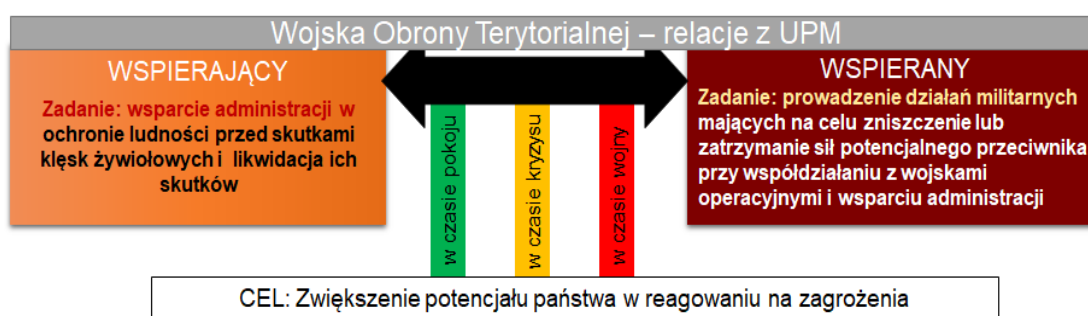 Wojska Obrony Terytorialnej – relacje z UPM
WSPIERAJĄCY
Zadanie: wsparcie administracji w
ochronie ludności przed skutkami
klęsk żywiołowych i likwidacja ich
skutków
w czasie pokoju
w czasie kryzysu
w czasie wojny
WSPIERANY
Zadanie: prowadzenie działań militarnych
mających na celu zniszczenie lub
zatrzymanie sił potencjalnego przeciwnika
przy współdziałaniu z wojskami
operacyjnymi i wsparciu administracji
CEL: Zwiększenie potencjału państwa w reagowaniu na zagrożenia